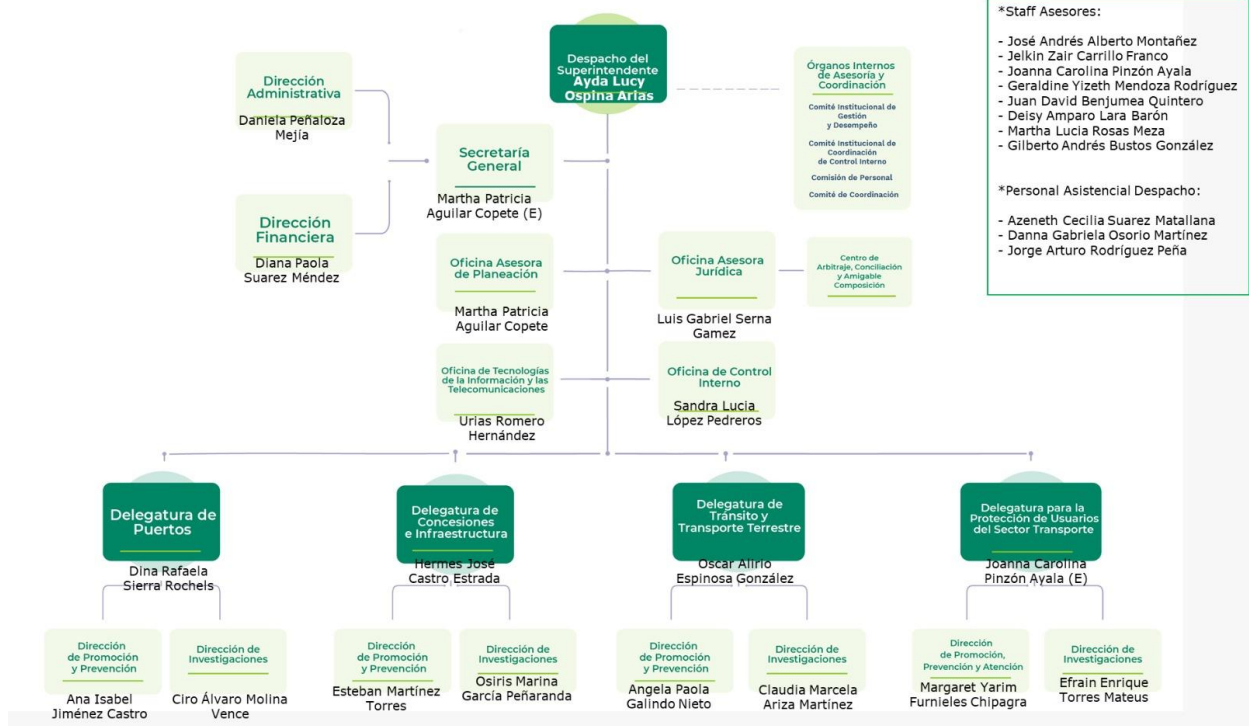 Despacho del
Superintendente
Ayda Lucy
Ospina Arias
Órganos Internos
de Asesoría y
Coordinación
Comité Institucional de
Gestión
y Desempeño
Comité Institucional de
Coordinación
de Control Interno
Comisión de Personal
Comité de Coordinación
*Staff Asesores:
- José Andrés Alberto Montañez
- Jelkin Zair Carrillo Franco
- Joanna Carolina Pinzón Ayala
- Geraldine Yizeth Mendoza Rodríguez
- Juan David Benjumea Quintero
- Deisy Amparo Lara Barón
- Martha Lucia Rosas Meza
- Gilberto Andrés Bustos González
*Personal Asistencial Despacho:
- Azeneth Cecilia Suarez Matallana
- Danna Gabriela Osorio Martínez
- Jorge Arturo Rodríguez Peña
Dirección
Administrativa
Daniela Peñaloza
Mejía
Secretaría
General
Martha Patricia
Aguilar Copete (E)
Dirección
Financiera
Diana Paola
Suarez Méndez
Oficina Asesora
de Planeación
Martha Patricia
Aguilar Copete
Oficina Asesora
Jurídica
Luis Gabriel Serna
Gamez
Centro de
Arbitraje, Conciliación
y Amigable
Composición
Oficina de Tecnologías
de la Información y las
Telecomunicaciones
Urias Romero
Hernández
Oficina de Control
Interno
Sandra Lucia
López Pedreros
Delegatura de
Puertos
Dina Rafaela
Sierra Rochels
Delegatura de
Concesiones
e Infraestructura
Hermes José
Castro Estrada
Delegatura de
Tránsito y
Transporte Terrestre
Oscar Alirio
Espinosa González
Delegatura para la
Protección de Usuarios
del Sector Transporte
Joanna Carolina
Pinzón Ayala (E)
Dirección
de Promoción
y Prevención
Ana Isabel
Jiménez Castro
Dirección de
Investigaciones
Ciro Álvaro Molina
Vence
Dirección
de Promoción
y Prevención
Esteban Martínez
Torres
Dirección de
Investigaciones
Osiris Marina
García Peñaranda
Dirección
de Promoción
y Prevención
Angela Paola
Galindo Nieto
Dirección de
Investigaciones
Claudia Marcela
Ariza Martínez
Dirección
de Promoción,
Prevención y Atención
Margaret Yarim
Furnieles Chipagra
Dirección de
Investigaciones
Efrain Enrique
Torres Mateus